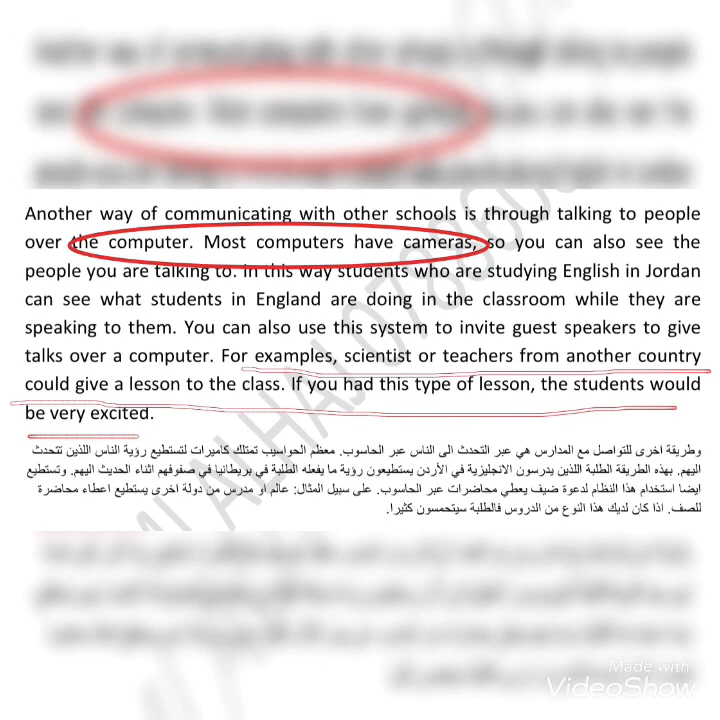 Another way of communicating with other schools is through talking to people
over the computer. Most computers have cameras, so you can also see the
people you are talking to. In this way students who are studying English in Jordan
can see what students in England are doing in the classroom while they are
speaking to them. You can also use this system to invite guest speakers to give
talks over a computer. For examples, scientist or teachers from another country
could give a lesson to the class. If you had this type of lesson, the students would
be very excited.
وطريقة اخرى للتواصل مع المدارس هي عبر التحدث الى الناس عبر الحاسوب. معظم الحواسيب تمتلك كاميرات لتستطيع رؤية الناس اللذين تتحدث
اليهم. بهذه الطريقة الطلبة اللذين يدرسون الانجليزية في الأردن يستطيعون رؤية ما يفعله الطلبة في بريطانيا في صفوفهم اثناء الحديث اليهم. وتستطيع
ايضا استخدام هذا النظام لدعوة ضيف يعطي محاضرات عبر الحاسوب. على سبيل المثال: عالم او مدرس من دولة اخرى يستطيع اعطاء محاضرة
للصف. اذا كان لديك هذا النوع من الدروس فالطلبة سيتحمسون كثيرا.
Made with
VideoShow